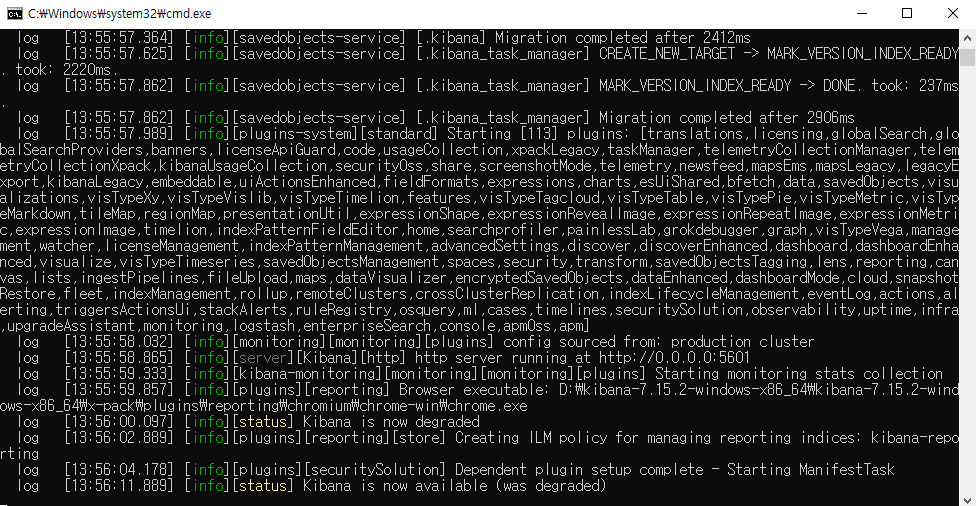 C:₩Windows₩system32₩cmd.exe
log [13:55:57.364] [info][savedobjects-service] [.kibana] Migration completed after 2412ms
log [13:55:57.625] [info][savedobjects-service] [.kibana_task_manager] CREATE_NEW_TARGET -> MARK_VERSION_INDEX_READY
. took: 2220ms.
log [13:55:57.862] [info][savedobjects-service] [.kibana_task_manager] MARK_VERSION_INDEX_READY -> DONE. took: 237ms
.
log [13:55:57.862] [info][savedobjects-service] [.kibana_task_manager] Migration completed after 2906ms
log [13:55:57.989] [info][plugins-system][standard] Starting [113] plugins: [translations,licensing,globalSearch,glo
balSearchProviders,banners,licenseApiGuard,code,usageCollection,xpackLegacy,taskManager,telemetryCollectionManager,telem
etryCollectionXpack,kibanaUsageCollection,securityOss,share,screenshotMode,telemetry,newsfeed,mapsEms,mapsLegacy,legacyE
xport,kibanaLegacy,embeddable,uiActionsEnhanced,fieldFormats,expressions,charts,esUiShared,bfetch,data,savedObjects,visu
alizations,visTypeXy,visTypeVislib,visTypeTimelion,features,visTypeTagcloud,visTypeTable,visTypePie,visTypeMetric,visTyp
eMarkdown,tileMap,regionMap,presentationUtil,expressionShape,expressionRevealImage,expressionRepeatImage,expressionMetri
c,expressionImage,timelion,indexPatternFieldEditor,home,searchprofiler,painlessLab,grokdebugger,graph,visTypeVega,manage
ment,watcher,licenseManagement,indexPatternManagement,advancedSettings,discover,discoverEnhanced,dashboard,dashboardEnha
nced,visualize,visTypeTimeseries,savedObjectsManagement,spaces,security,transform,savedObjectsTagging,lens,reporting,can
vas,lists,ingestPipelines,fileUpload,maps,dataVisualizer,encryptedSavedObjects,dataEnhanced,dashboardMode,cloud,snapshot
Restore,fleet,indexManagement,rollup,remoteClusters,crossClusterReplication,indexLifecycleManagement,eventLog,actions,al
erting,triggersActionsUi,stackAlerts,ruleRegistry,osquery,ml,cases,timelines,securitySolution,observability,uptime,infra
,upgradeAssistant,monitoring,logstash,enterpriseSearch,console,apmOss,apm]
log [13:55:58.032] [info][monitoring][monitoring][plugins] config sourced from: production cluster
log [13:55:58.865] [info][server][Kibana][http] http server running at http://0.0.0.0:5601
log [13:55:59.333] [info][kibana-monitoring][monitoring][monitoring][plugins] Starting monitoring stats collection
log [13:55:59.857] [info][plugins][reporting] Browser executable: D:₩kibana-7.15.2-windows-x86_64₩kibana-7.15.2-wind
ows-x86_64₩x-pack₩plugins₩reporting₩chromium₩chrome-win₩chrome.exe
log [13:56:00.097] [info][status] Kibana is now degraded
log [13:56:02.889] [info][plugins][reporting][store] Creating ILM policy for managing reporting indices: kibana-repo
rting
log [13:56:04.178] [info][plugins][securitySolution] Dependent plugin setup complete - Starting ManifestTask
log [13:56:11.889] [info][status] Kibana is now available (was degraded)